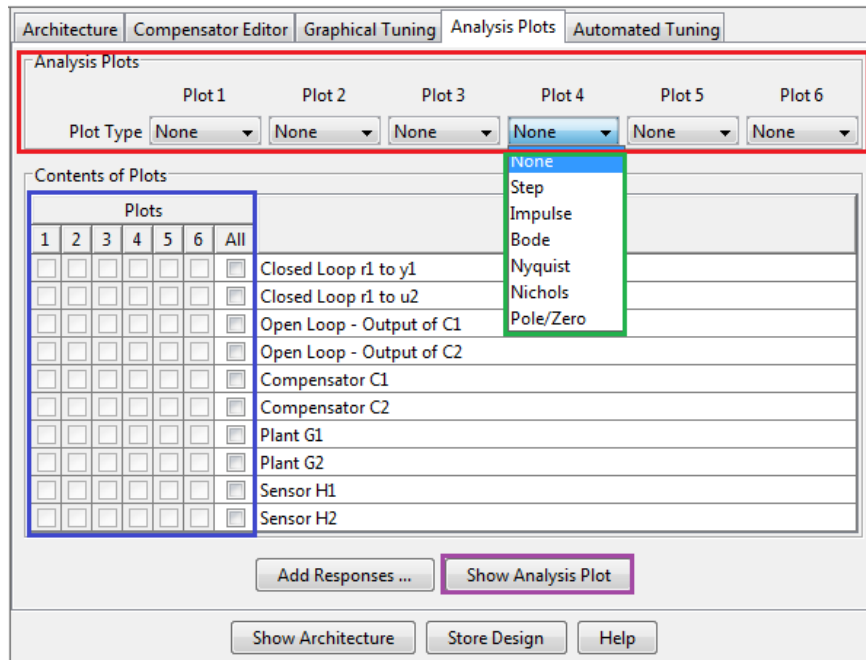 Architecture Compensator Editor Graphical Tuning Analysis Plots Automated Tuning
Analysis Plots
Plot 1 Plot 2 Plot 3 Plot 4 Plot 5 Plot 6
Plot Type None None None None None None
None
Step
Impulse
Bode
Nyquist
Nichols
Pole/Zero
Contents of Plots
Plots
1 2 3 4 5 6 All
Closed Loop r1 to y1
Closed Loop r1 to u2
Open Loop - Output of C1
Open Loop - Output of C2
Compensator C1
Compensator C2
Plant G1
Plant G2
Sensor H1
Sensor H2
Add Responses ... Show Analysis Plot
Show Architecture Store Design Help